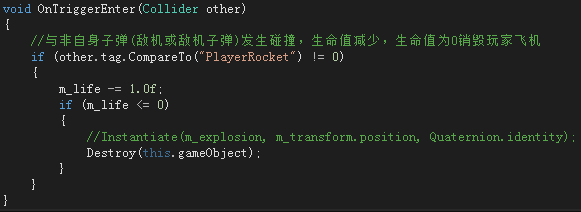 void OnTriggerEnter(Collider other)
{
//与非自身子弹(敌机或敌机子弹)发生碰撞，生命值减少，生命值为0销毁玩家飞机
if (other.tag.CompareTo("PlayerRocket") != 0)
{
m_life -= 1.0f;
if (m_life <= 0)
{
//Instantiate(m_explosion, m_transform.position, Quaternion.identity);
Destroy(this.gameObject);
}
}
}